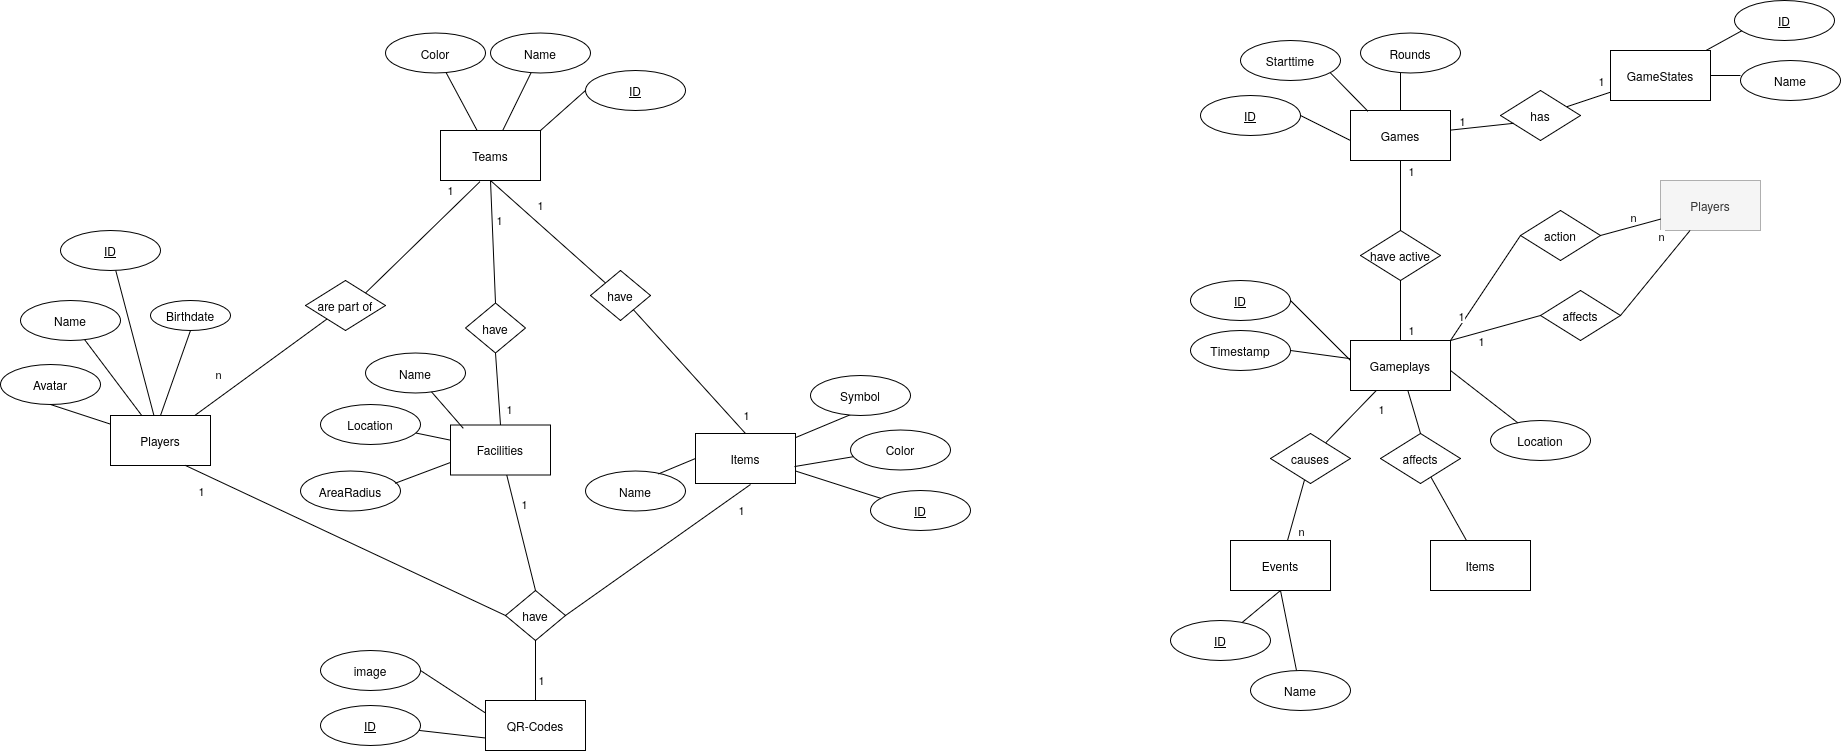 Color
Name
ID
Teams
1
1
1
ID
Name
Birthdate
Avatar
are part of
n
Players
1
have
have
Name
Location
AreaRadius
1
Facilities
1
1
Symbol
Color
Items
Name
ID
1
have
image
ID
1
QR-Codes
ID
Name
GameStates
1
has
1
Starttime
Rounds
ID
Games
1
Players
n
n
action
affects
have active
1
1
1
ID
Timestamp
Gameplays
Location
1
causes
affects
n
Events
Items
ID
Name